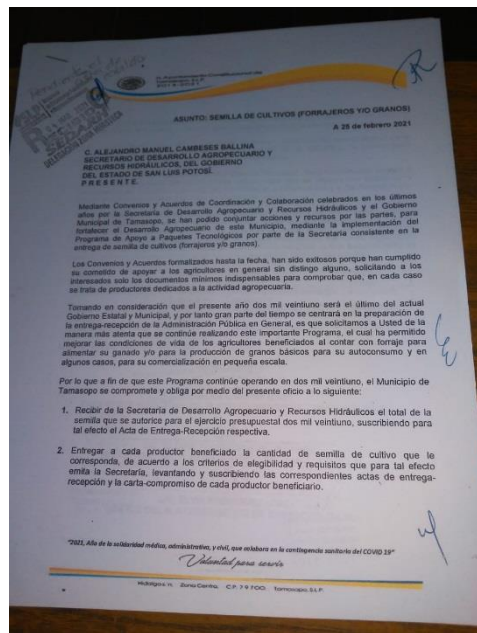 H. Ayuntamiento Constitucional de
Tamasopo, S.L.P.
2018-2021
SEDARH
ASUNTO: SEMILLA DE CULTIVOS (FORRAJEROS Y/O GRANOS)
A 25 de febrero 2021
C. ALEJANDRO MANUEL CAMBESES BALLINA
SECRETARIO DE DESARROLLO AGROPECUARIO Y
RECURSOS HIDRÁULICOS, DEL GOBIERNO
DEL ESTADO DE SAN LUIS POTOSÍ.
P R E S E N T E.
Mediante Convenios y Acuerdos de Coordinación y Colaboración celebrados en los últimos
años por la Secretaría de Desarrollo Agropecuario y Recursos Hidráulicos y el Gobierno
Municipal de Tamasopo, se han podido conjuntar acciones y recursos por las partes, para
fortalecer el Desarrollo Agropecuario de este Municipio, mediante la implementación del
Programa de Apoyo a Paquetes Tecnológicos por parte de la Secretaría consistente en la
entrega de semilla de cultivos (forrajeros y/o granos).
Los Convenios y Acuerdos formalizados hasta la fecha, han sido exitosos porque han cumplido
su cometido de apoyar a los agricultores en general sin distingo alguno, solicitando a los
interesados solo los documentos mínimos indispensables para comprobar que, en cada caso
se trata de productores dedicados a la actividad agropecuaria.
Tomando en consideración que el presente año dos mil veintiuno será el último del actual
Gobierno Estatal y Municipal, y por tanto gran parte del tiempo se centrará en la preparación de
la entrega-recepción de la Administración Pública en General, es que solicitamos a Usted de la
manera más atenta que se continúe realizando este importante Programa, el cual ha permitido
mejorar las condiciones de vida de los agricultores beneficiados al contar con forraje para
alimentar su ganado y/o para la producción de granos básicos para su autoconsumo y en
algunos casos, para su comercialización en pequeña escala.
Por lo que a fin de que este Programa continúe operando en dos mil veintiuno, el Municipio de
Tamasopo se compromete y obliga por medio del presente oficio a lo siguiente:
1. Recibir de la Secretaría de Desarrollo Agropecuario y Recursos Hidráulicos el total de la
semilla que se autorice para el ejercicio presupuestal dos mil veintiuno, suscribiendo para
tal efecto el Acta de Entrega-Recepción respectiva.
2. Entregar a cada productor beneficiado la cantidad de semilla de cultivo que le
corresponda, de acuerdo a los criterios de elegibilidad y requisitos que para tal efecto
emita la Secretaría, levantando y suscribiendo las correspondientes actas de entrega-
recepción y la carta-compromiso de cada productor beneficiario.
"2021, Año de la solidaridad médica, administrativa, y civil, que colabora en la contingencia sanitaria del COVID 19"
Voluntad para servir
Hidalgo s.n. Zona Centro. C.P. 79700. Tamasopo, S.L.P.